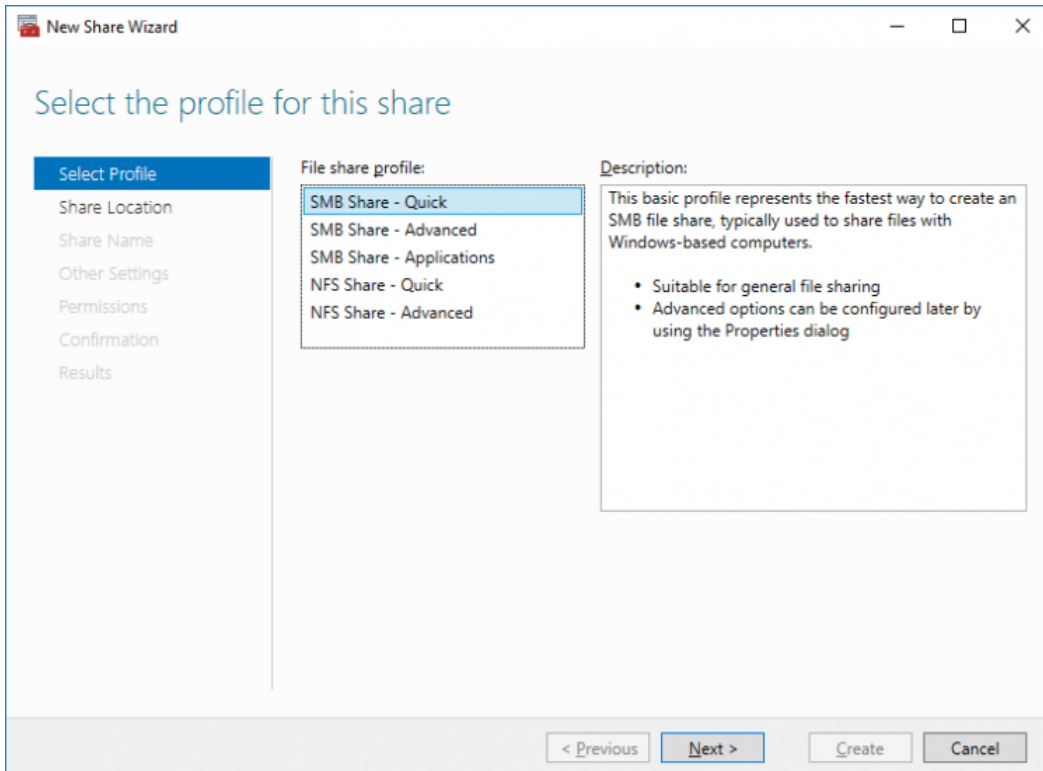 New Share Wizard
Select the profile for this share
Select Profile
Share Location
Share Name
Other Settings
Permissions
Confirmation
Results
File share profile:
SMB Share - Quick
SMB Share - Advanced
SMB Share - Applications
NFS Share - Quick
NFS Share - Advanced
Description:
This basic profile represents the fastest way to create an
SMB file share, typically used to share files with
Windows-based computers.
• Suitable for general file sharing
• Advanced options can be configured later by
using the Properties dialog
< Previous
Next >
Create
Cancel